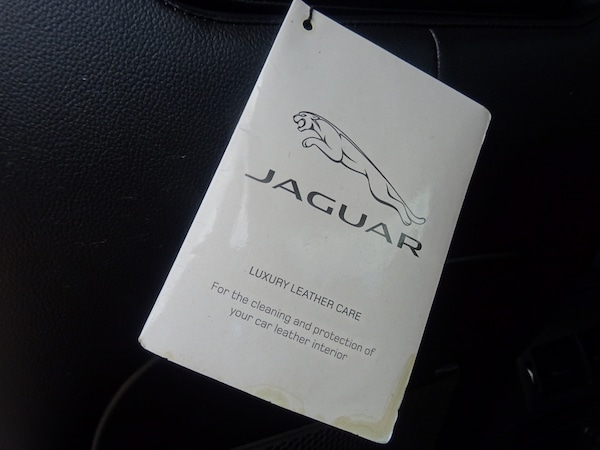 JAGUAR
LUXURY LEATHER CARE
For the cleaning and protection of
your car leather interior